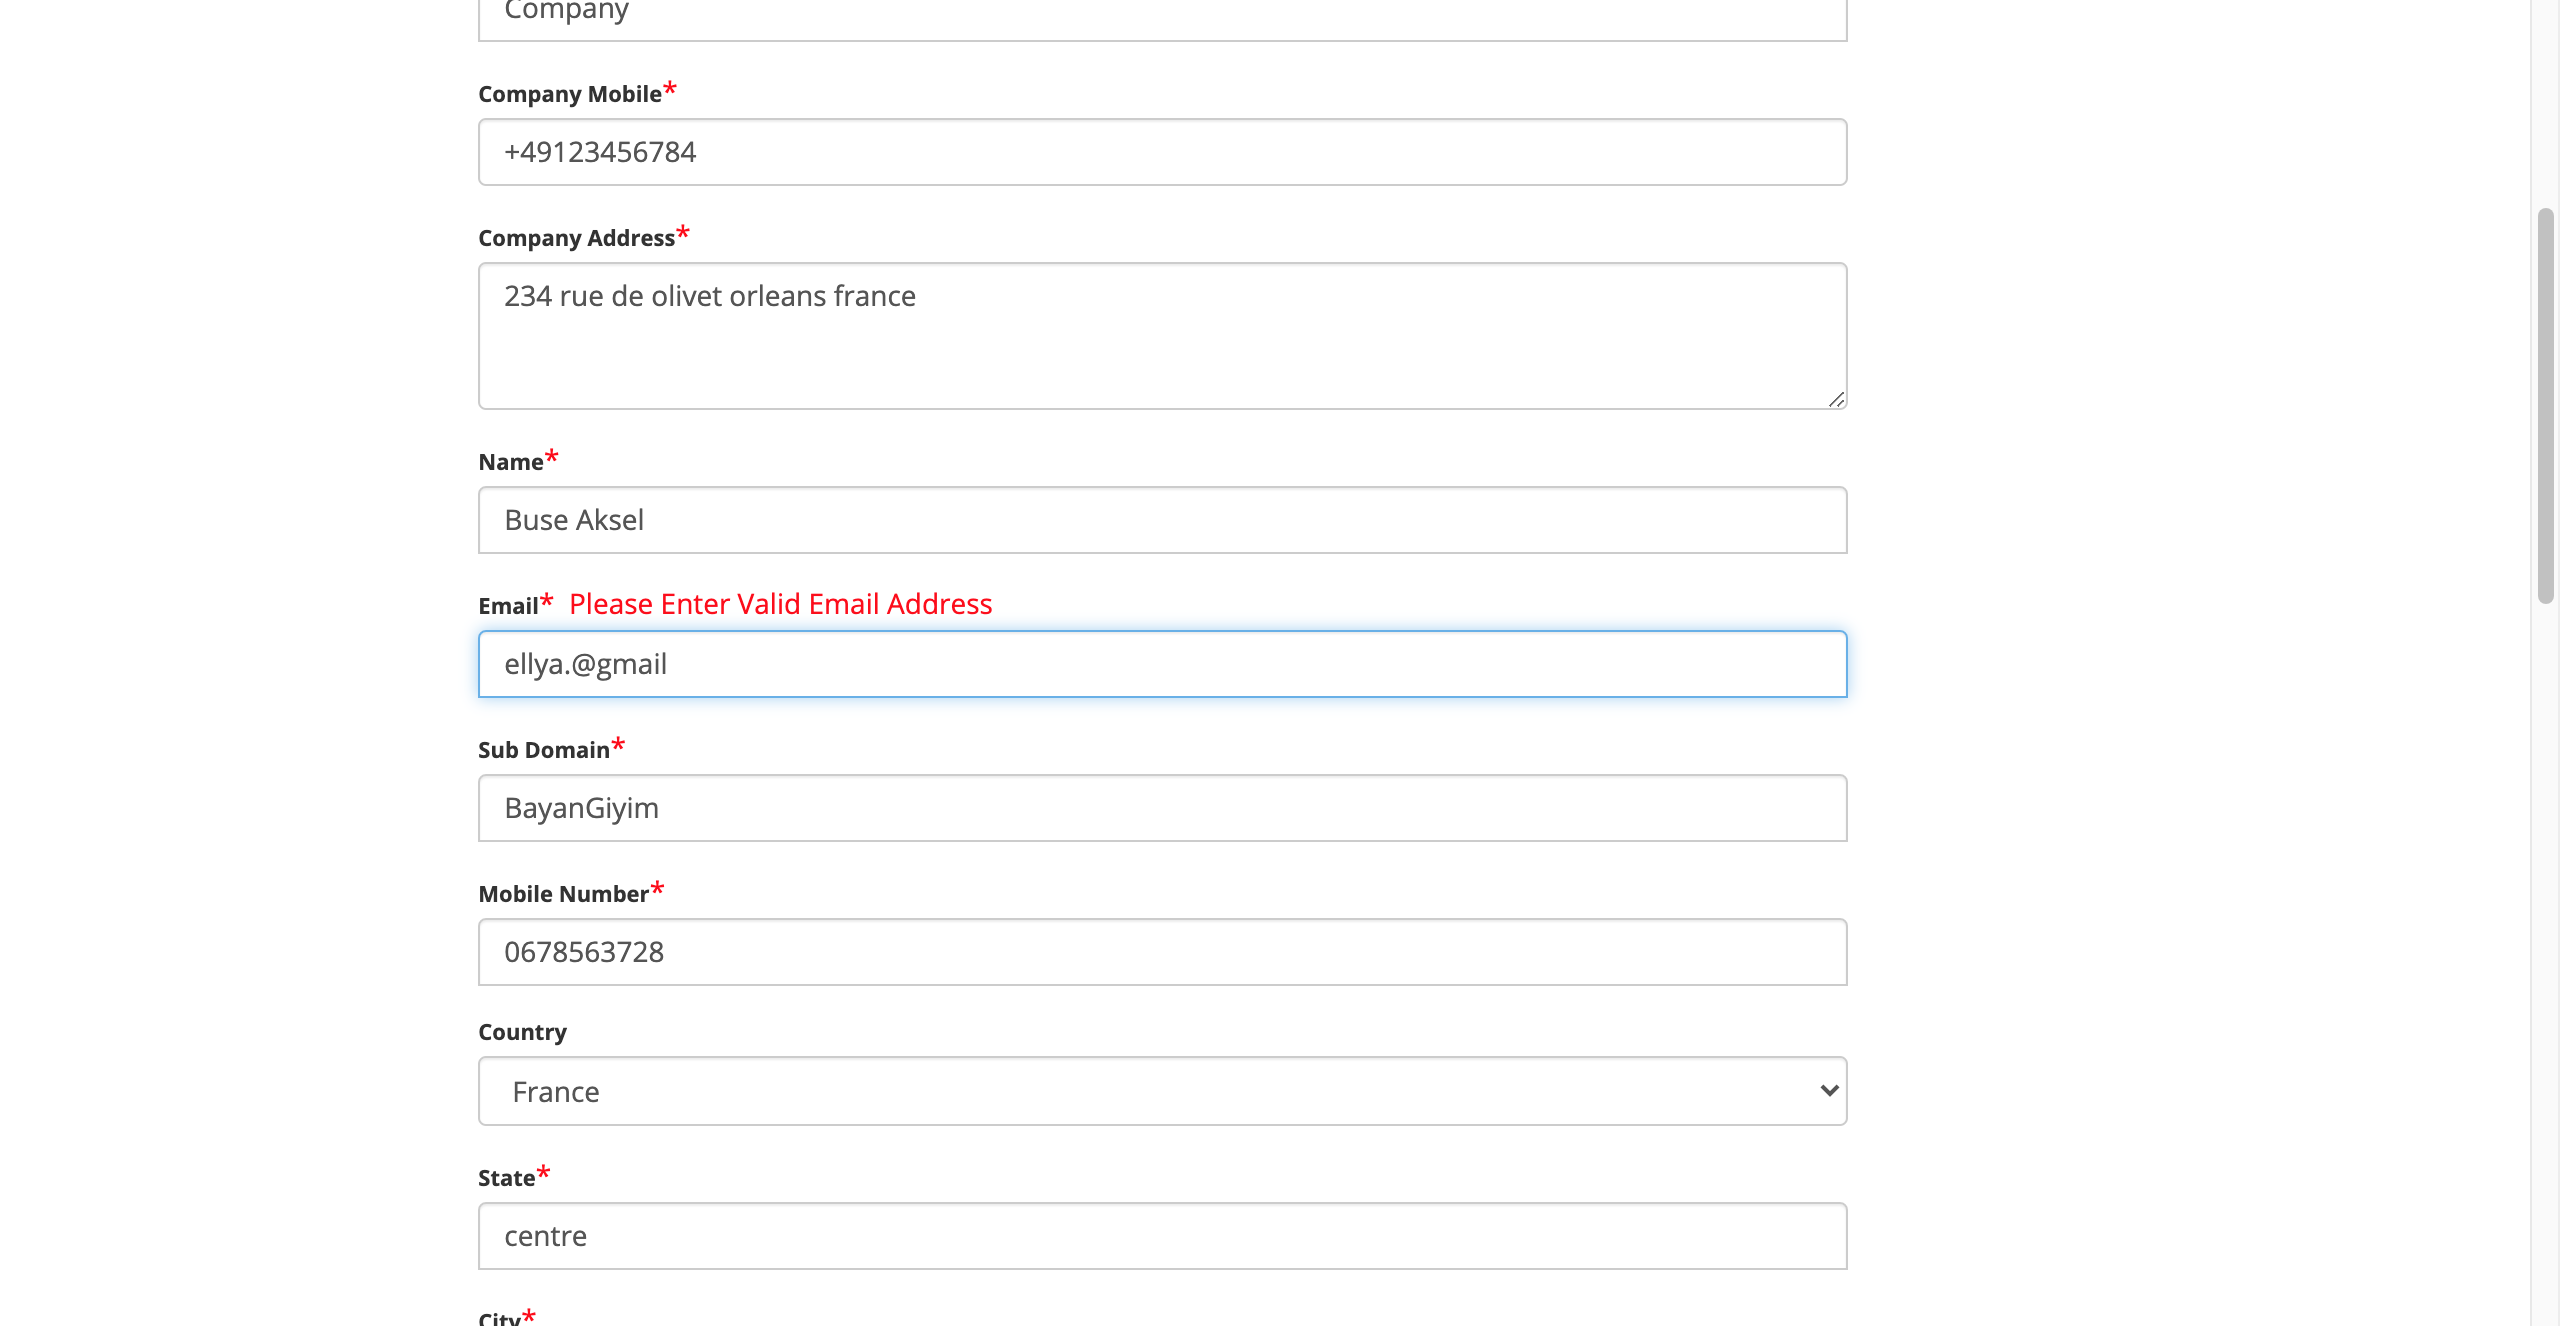 Company
Company Mobile*
+49123456784
Company Address*
234 rue de olivet orleans france
Name*
Buse Aksel
Email* Please Enter Valid Email Address
ellya.@gmail
Sub Domain*
BayanGiyim
Mobile Number*
0678563728
Country
France
State*
centre
City*